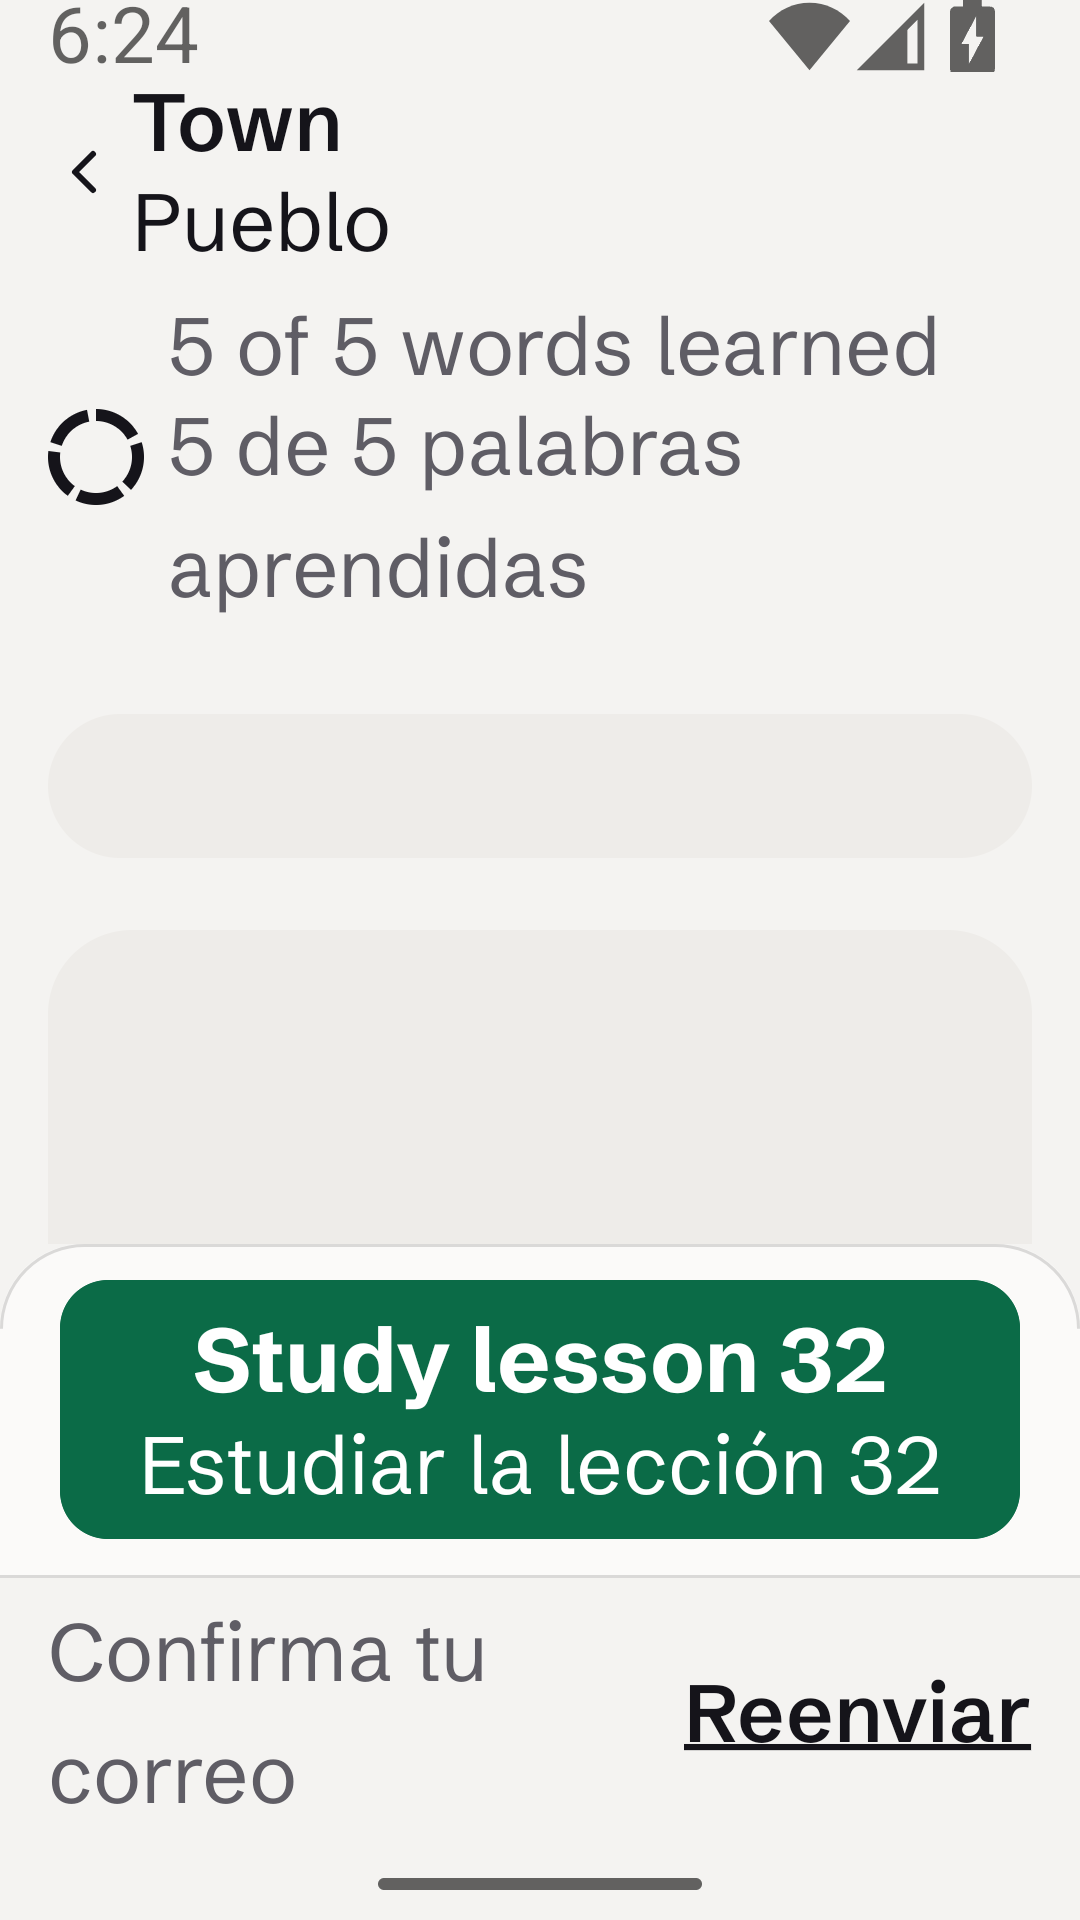 6:24
Town
Pueblo
5 of 5 words learned
5 de 5 palabras
aprendidas
Study lesson 32
Estudiar la lección 32
Confirma tu
correo
Reenviar